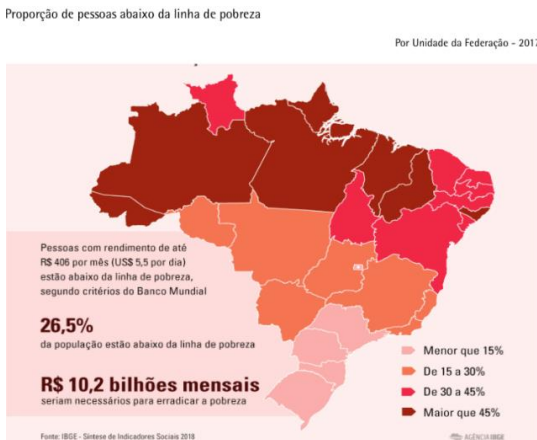 Proporção de pessoas abaixo da linha de pobreza
Por Unidade da Federação - 2017
Pessoas com rendimento de até
R$ 406 por mês (US$ 5,5 por dia)
estão abaixo da linha de pobreza,
segundo critérios do Banco Mundial
26,5%
da população estão abaixo da linha de pobreza
R$ 10,2 bilhões mensais
seriam necessários para erradicar a pobreza
Menor que 15%
De 15 a 30%
De 30 a 45%
Maior que 45%
Fonte: IBGE - Síntese de Indicadores Sociais 2018
AGÊNCIA IBGE